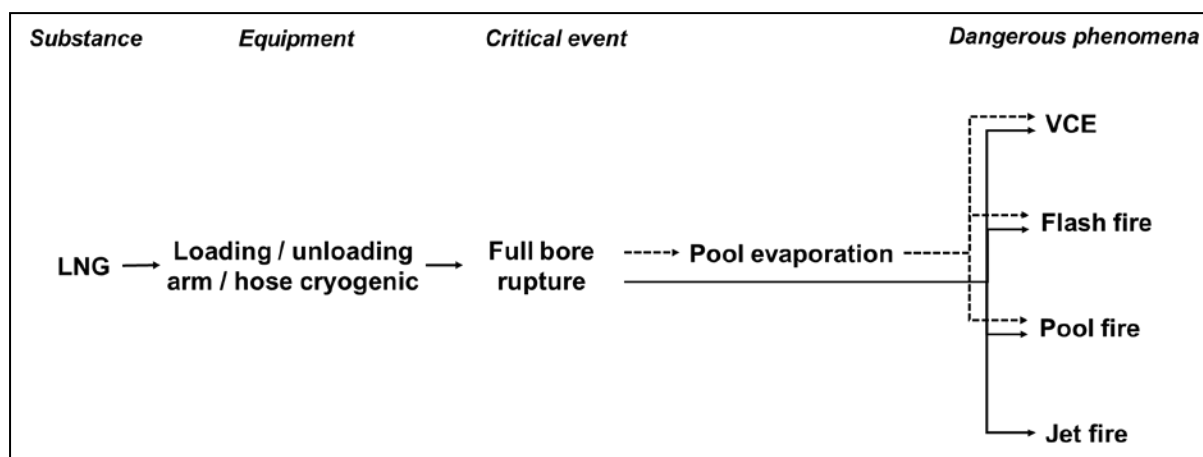 Substance Equipment Critical event Dangerous phenomena
VCE
Flash fire
LNG Loading / unloading arm / hose cryogenic Full bore rupture Pool evaporation
Pool fire
Jet fire